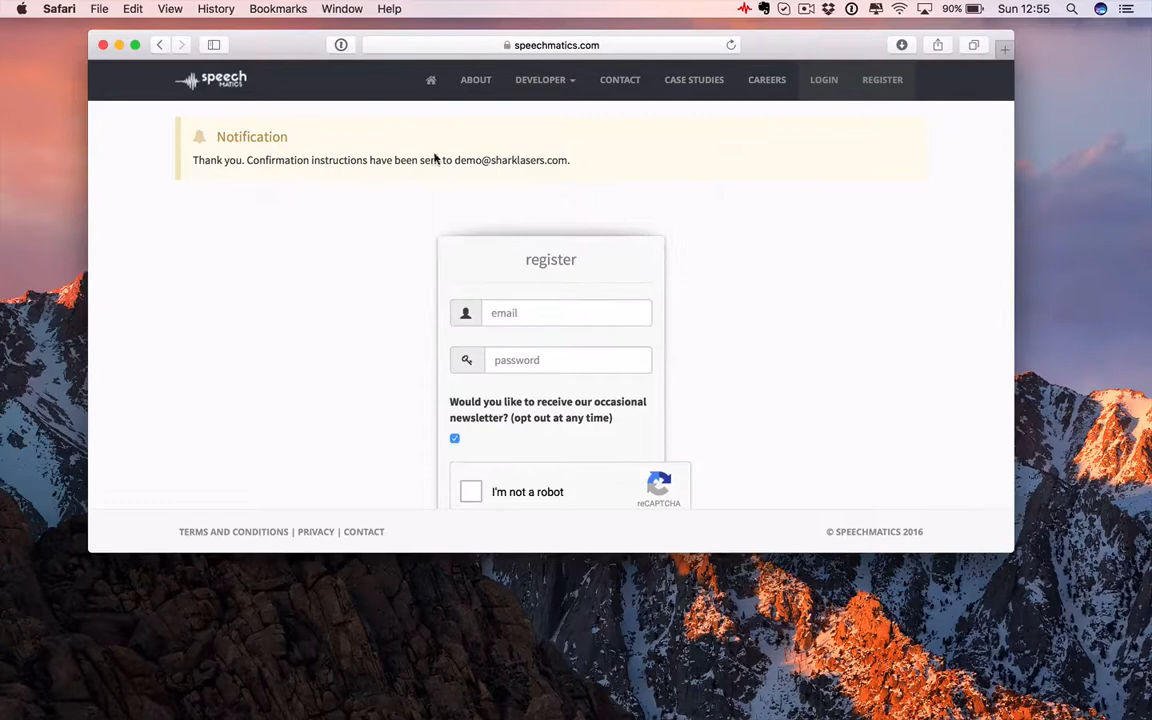 Safari File Edit View History Bookmarks Window Help 90% Sun 12:55
speechmatics.com
speech MATICS ABOUT DEVELOPER CONTACT CASE STUDIES CAREERS LOGIN REGISTER
Notification
Thank you. Confirmation instructions have been sent to demo@sharklasers.com.
register
email
password
Would you like to receive our occasional
newsletter? (opt out at any time)
I'm not a robot
reCAPTCHA
TERMS AND CONDITIONS | PRIVACY | CONTACT © SPEECHMATICS 2016